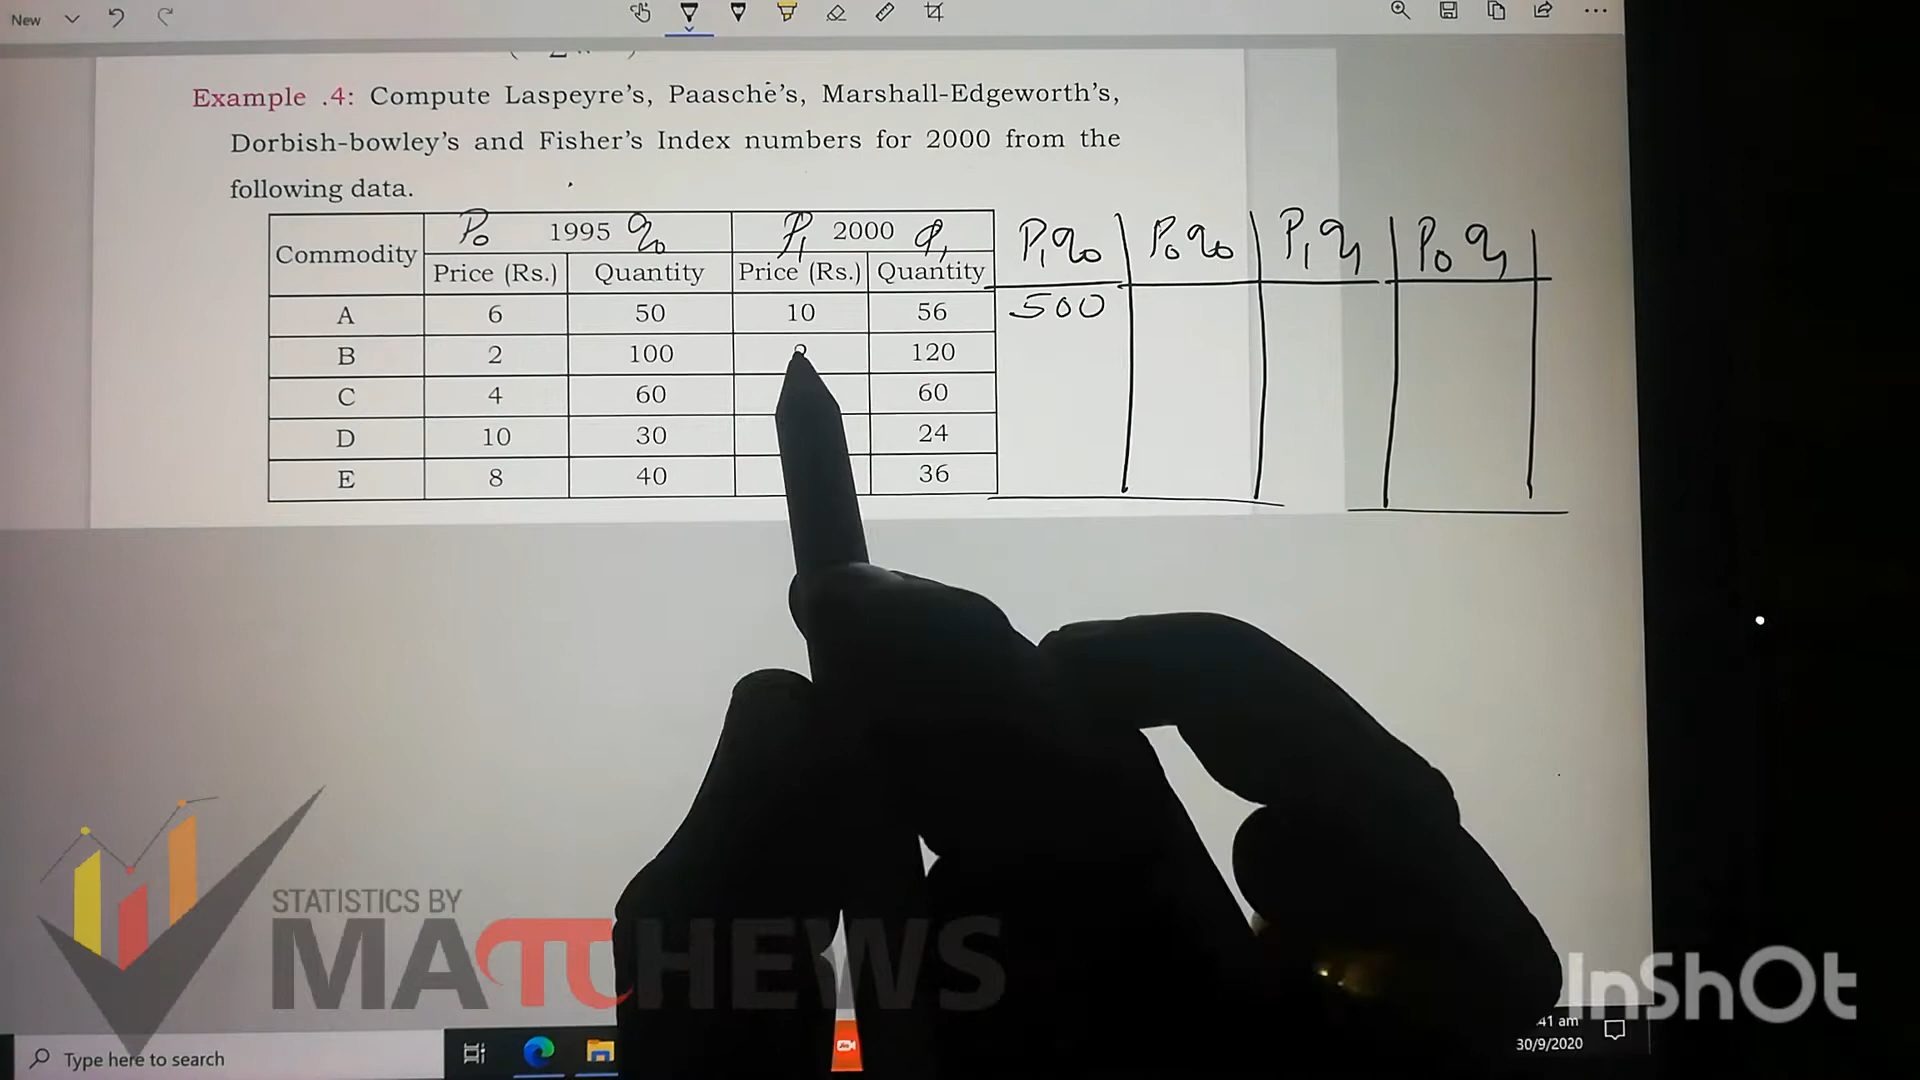 New
Example .4: Compute Laspeyre's, Paasche's, Marshall-Edgeworth's,
Dorbish-bowley's and Fisher's Index numbers for 2000 from the
following data.
Commodity P₀ 1995 q₀ P₁ 2000 q₁ P₁q₀ P₀q₀ P₁q₁ P₀q₁
Price (Rs.) Quantity Price (Rs.) Quantity
A 6 50 10 56 500
B 2 100 120
C 4 60 60
D 10 30 24
E 8 40 36
STATISTICS BY
MATTHEWS
InShOt
Type here to search
41 am
30/9/2020